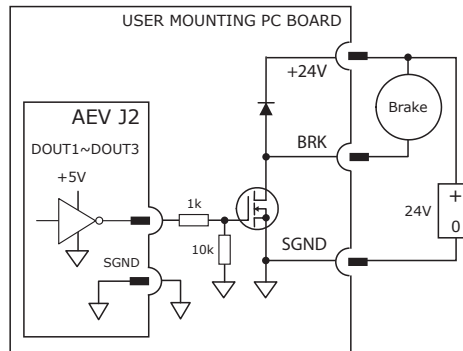 USER MOUNTING PC BOARD
+24V
AEV J2
DOUT1~DOUT3
+5V
Brake
BRK
1k
24V
+
0
10k
SGND
SGND